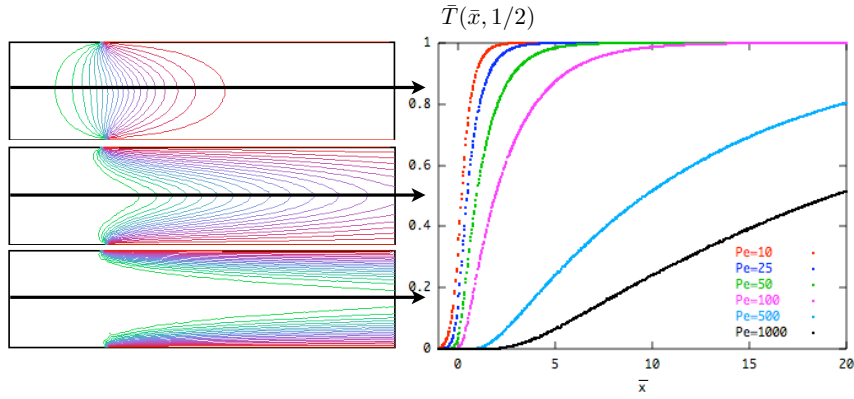 T̄(x̄, 1/2)
1
0.8
0.6
0.4
0.2
0
Pe=10
Pe=25
Pe=50
Pe=100
Pe=500
Pe=1000
0 5 10 15 20
x̄